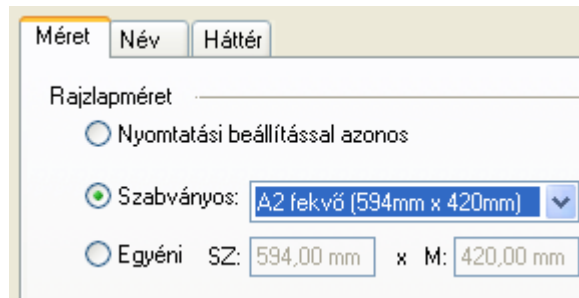 Méret Név Háttér
Rajzlapméret
Nyomtatási beállítással azonos
Szabványos: A2 fekvő (594mm x 420mm)
Egyéni SZ: 594,00 mm x M: 420,00 mm